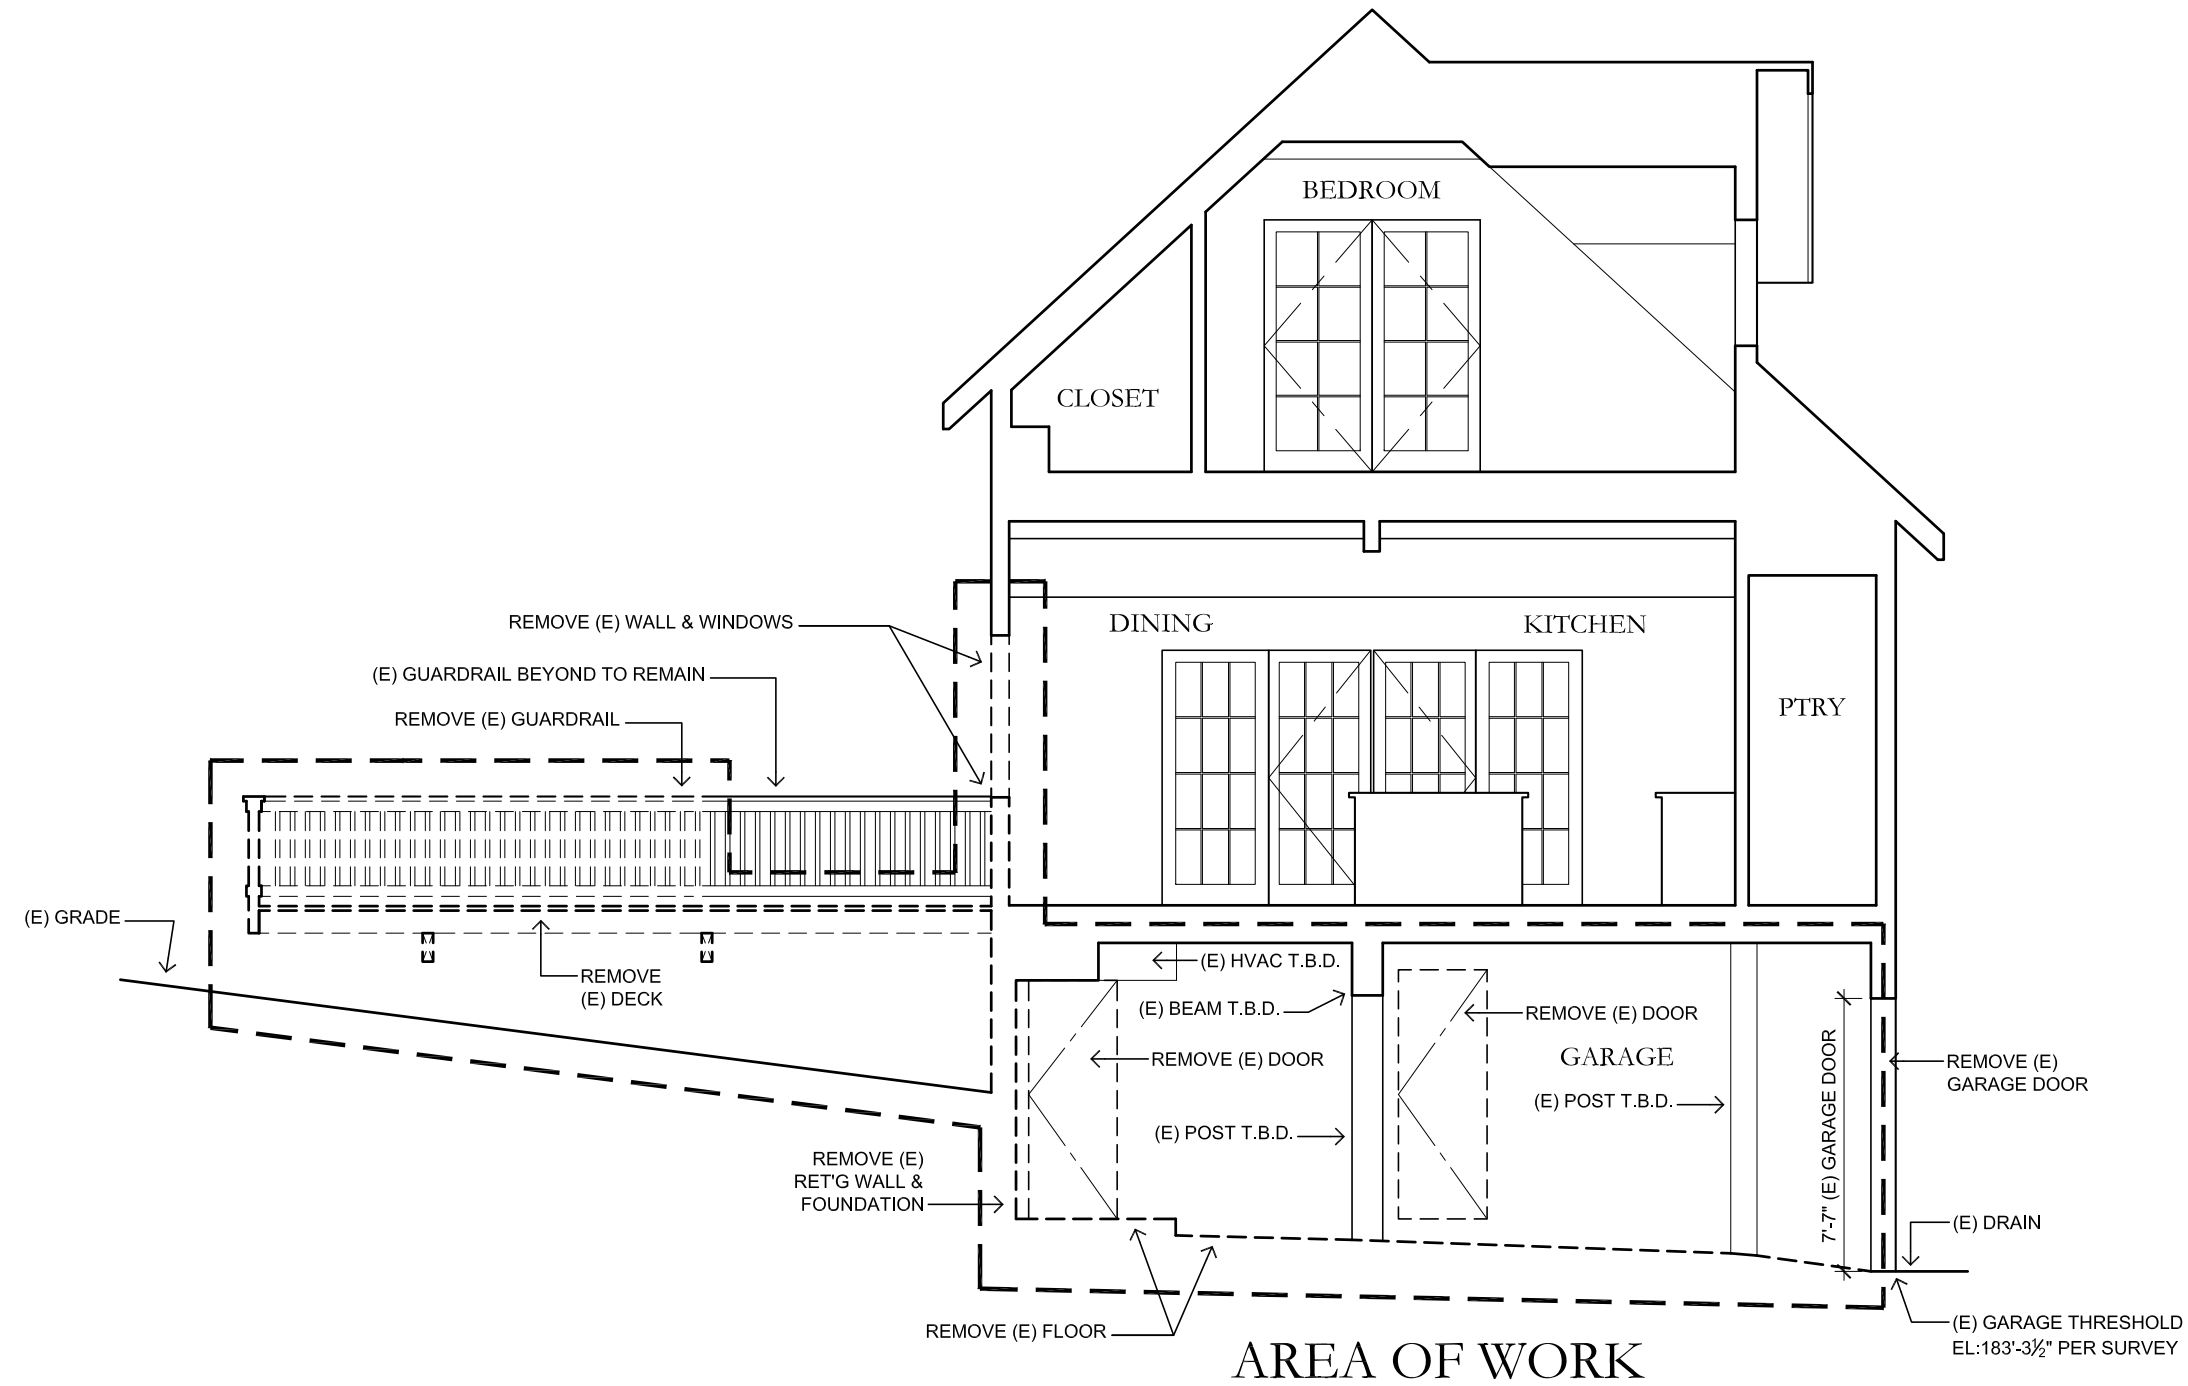 BEDROOM
CLOSET
DINING
KITCHEN
PTRY
REMOVE (E) WALL & WINDOWS
(E) GUARDRAIL BEYOND TO REMAIN
REMOVE (E) GUARDRAIL
(E) GRADE
REMOVE
(E) DECK
(E) HVAC T.B.D.
(E) BEAM T.B.D.
REMOVE (E) DOOR
REMOVE (E) DOOR
GARAGE
(E) POST T.B.D.
(E) POST T.B.D.
7'-7" (E) GARAGE DOOR
REMOVE (E)
GARAGE DOOR
REMOVE (E)
RET'G WALL &
FOUNDATION
(E) DRAIN
REMOVE (E) FLOOR
(E) GARAGE THRESHOLD
EL:183'-3½" PER SURVEY
AREA OF WORK